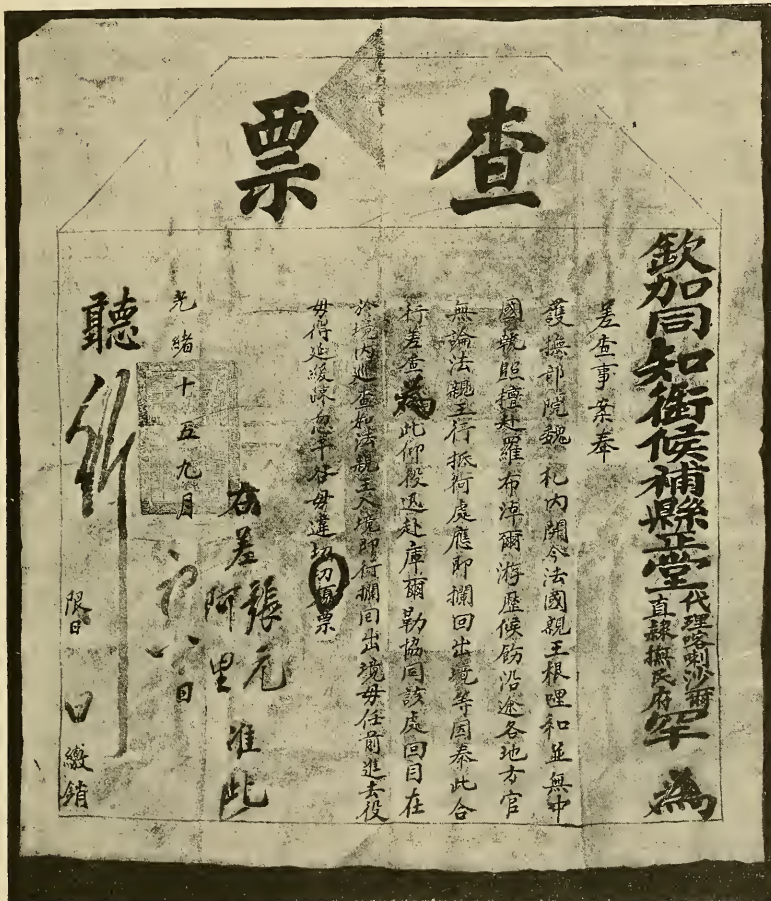 查票
欽加同知銜候補縣正堂代理喀喇沙爾直隸撫民府罕 為
差查事案奉
護撫部院魏 札內開令法國親王根哩和並無中
國執照擅赴羅布淖爾游歷候飭沿途各地方官
無論法親王行抵何處應即攔回出境等因奉此合
行差查為此仰役迅赴庫爾勒協同該處回目在
於境內巡查如法親王入境即行攔回出境毋任前進去役
毋得延緩疎忽干咎毋違切切須票
右差 張元 阿里 准此
光緒十五 九月 八日
聽
限 日 日繳銷